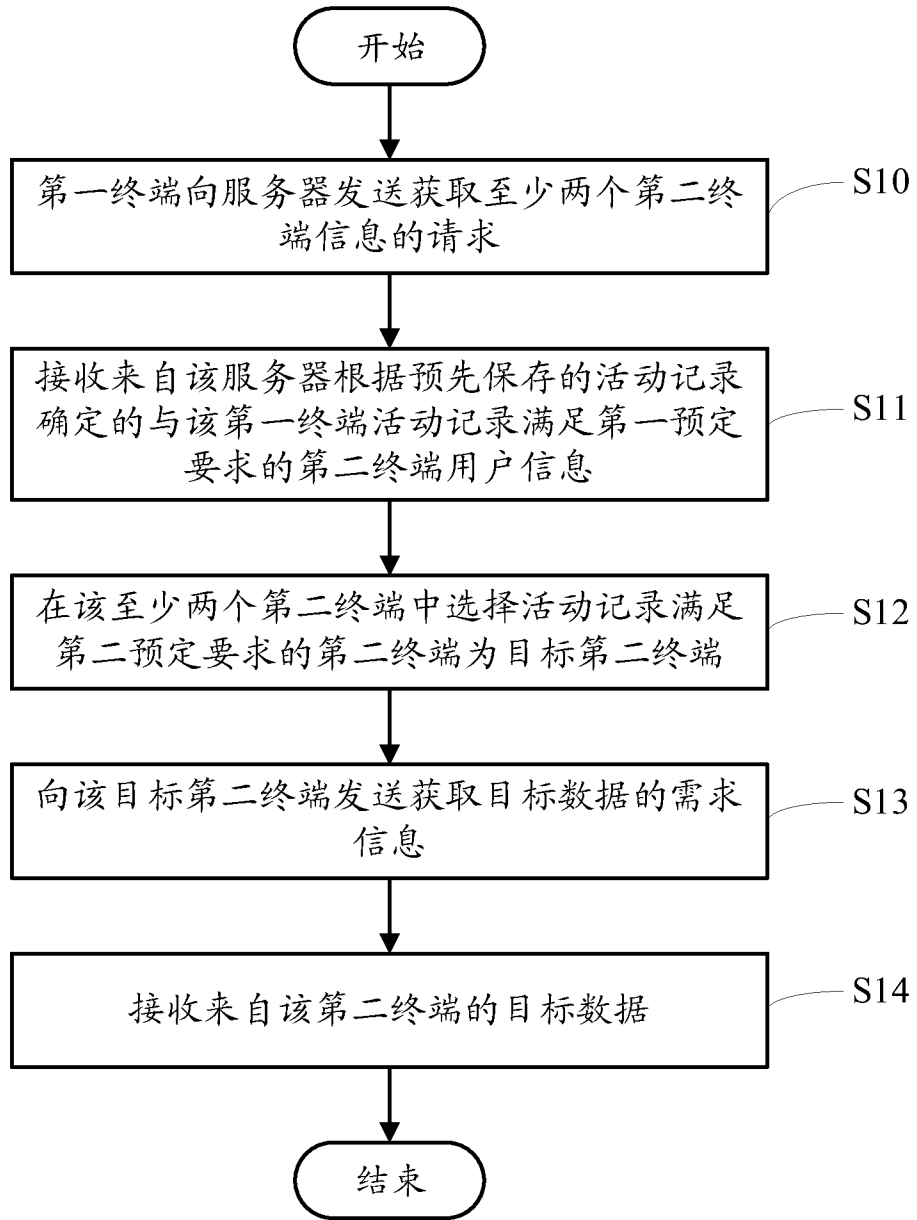 开始
第一终端向服务器发送获取至少两个第二终
端信息的请求
S10
接收来自该服务器根据预先保存的活动记录
确定的与该第一终端活动记录满足第一预定
要求的第二终端用户信息
S11
在该至少两个第二终端中选择活动记录满足
第二预定要求的第二终端为目标第二终端
S12
向该目标第二终端发送获取目标数据的需求
信息
S13
接收来自该第二终端的目标数据
S14
结束